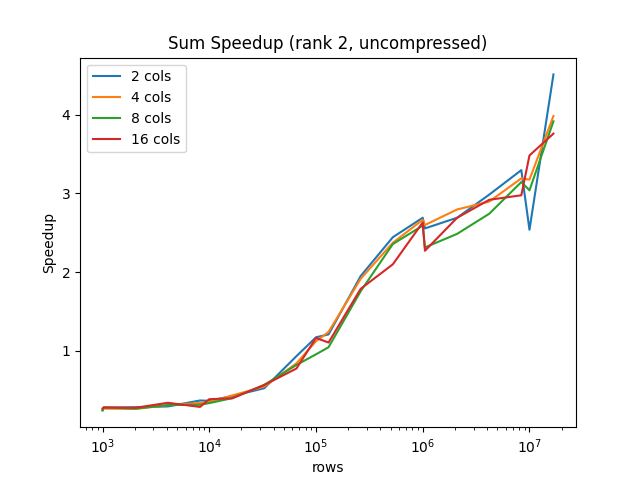 Sum Speedup (rank 2, uncompressed)
2 cols
4 cols
8 cols
16 cols
4
3
2
1
Speedup
10³
10⁴
10⁵
10⁶
10⁷
rows